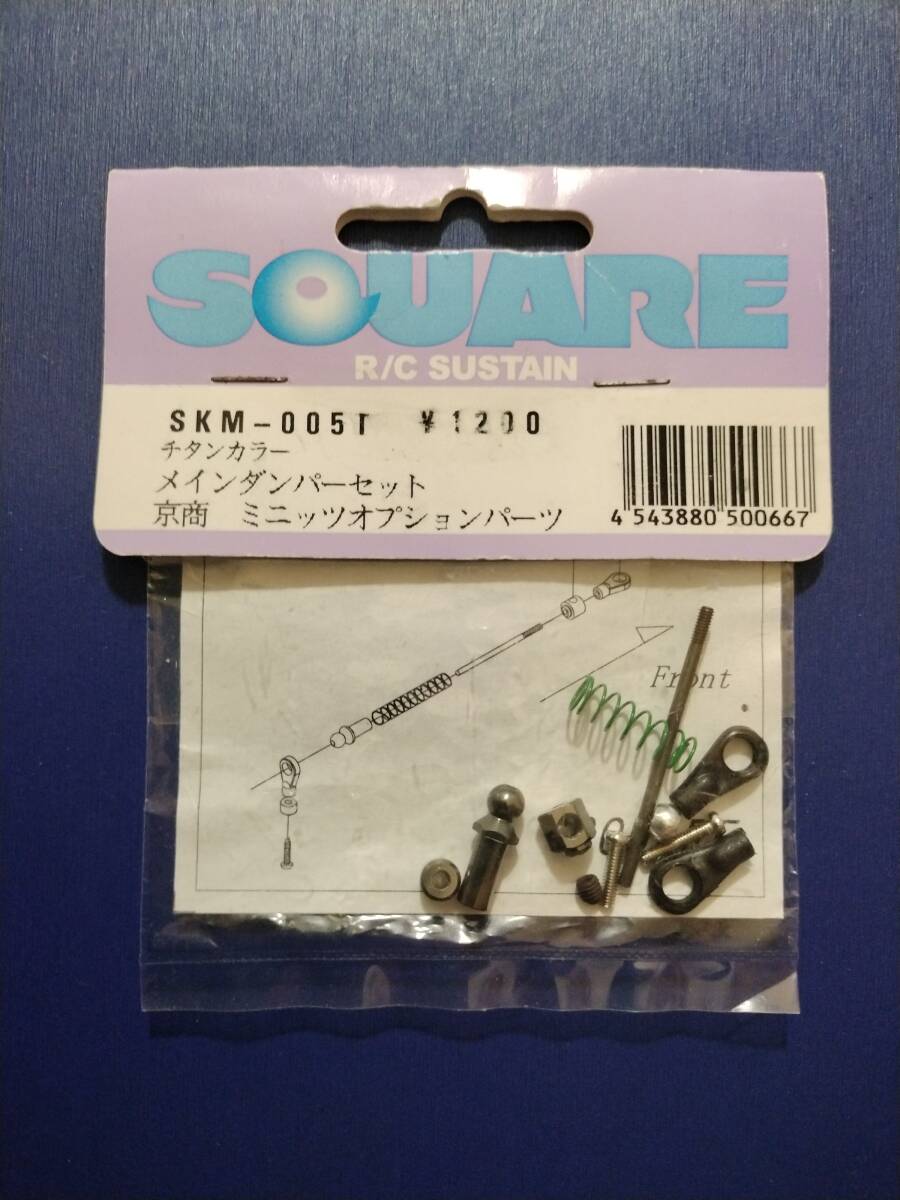 SQUARE
R/C SUSTAIN
SKM-005T ¥1200
チタンカラー
メインダンパーセット
京商 ミニッツオプションパーツ
4 543880 500667
Front